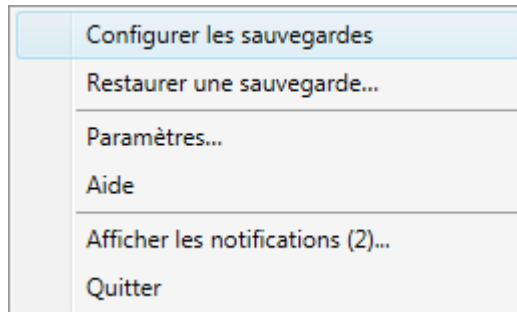 Configurer les sauvegardes
Restaurer une sauvegarde...
Paramètres...
Aide
Afficher les notifications (2)...
Quitter